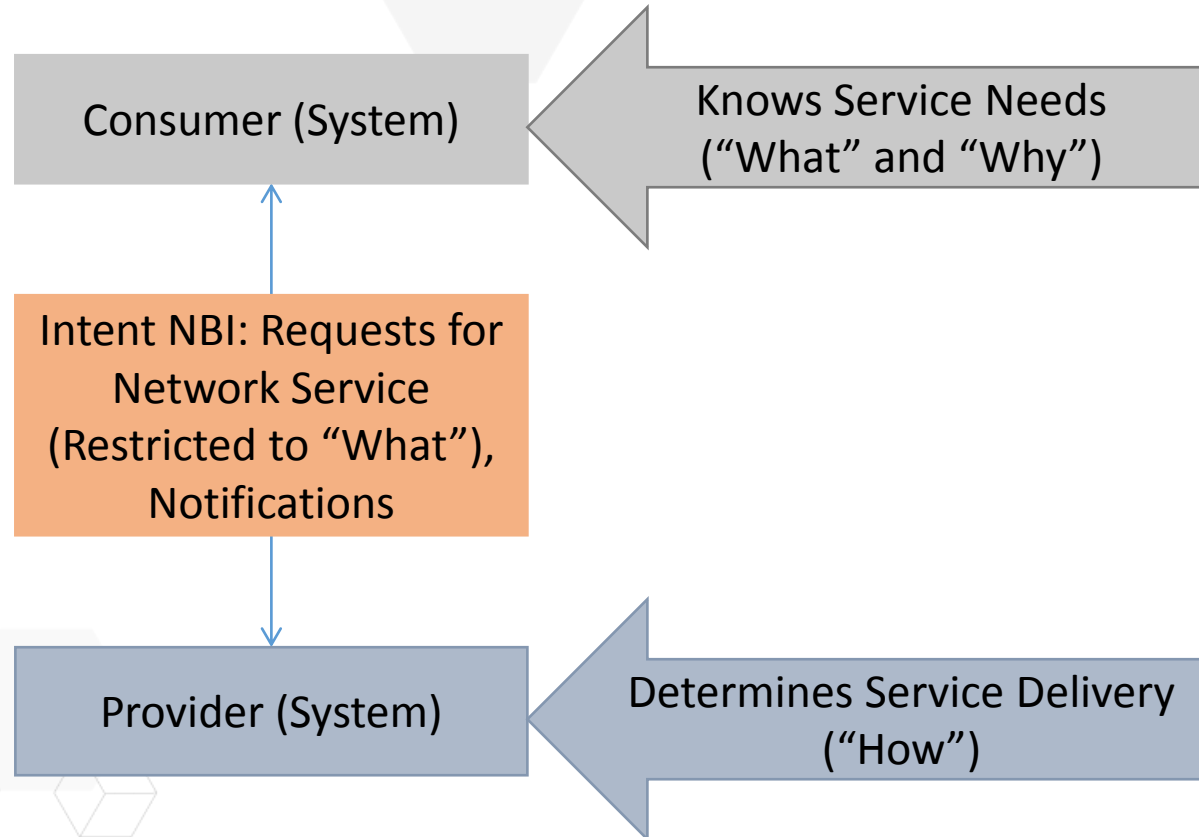 Consumer (System)
Knows Service Needs
(“What” and “Why”)
Intent NBI: Requests for
Network Service
(Restricted to “What”),
Notifications
Provider (System)
Determines Service Delivery
(“How”)